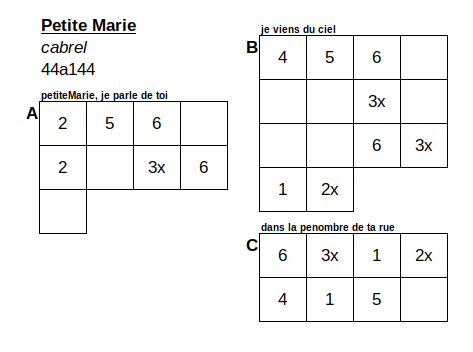 Petite Marie
cabrel
44a144
petiteMarie, je parle de toi
A
2 5 6
2 3x 6
je viens du ciel
B
4 5 6
3x
6 3x
1 2x
dans la penombre de ta rue
C
6 3x 1 2x
4 1 5